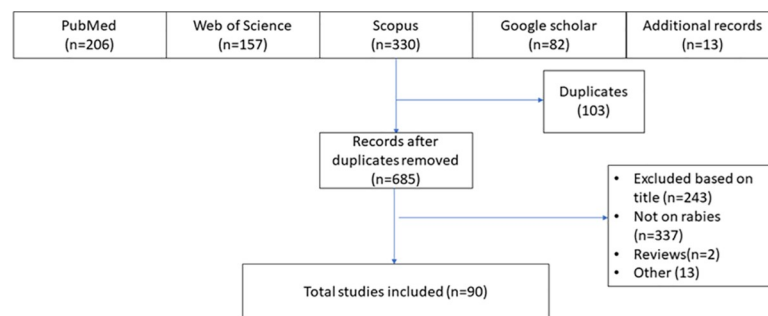 PubMed
(n=206)
Web of Science
(n=157)
Scopus
(n=330)
Google scholar
(n=82)
Additional records
(n=13)
Duplicates
(103)
Records after
duplicates removed
(n=685)
• Excluded based on
title (n=243)
• Not on rabies
(n=337)
• Reviews(n=2)
• Other (13)
Total studies included (n=90)